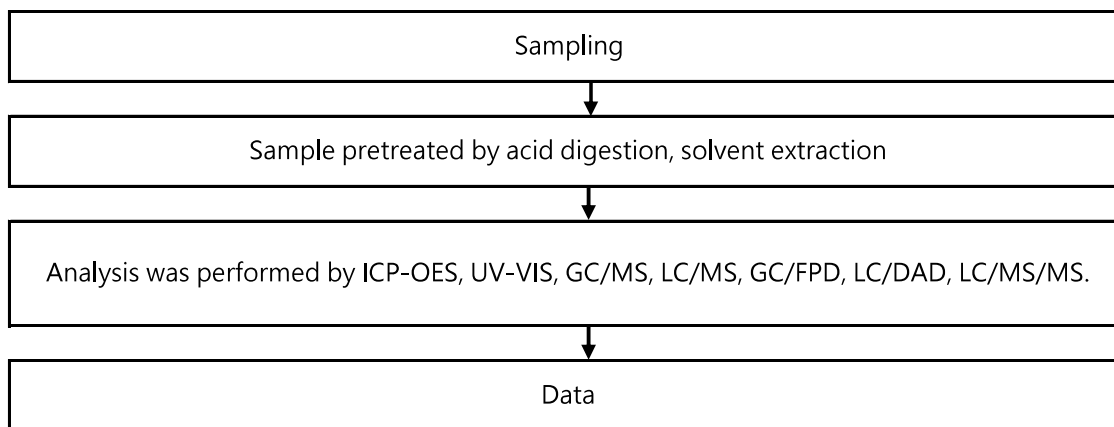 Sampling
Sample pretreated by acid digestion, solvent extraction
Analysis was performed by ICP-OES, UV-VIS, GC/MS, LC/MS, GC/FPD, LC/DAD, LC/MS/MS.
Data